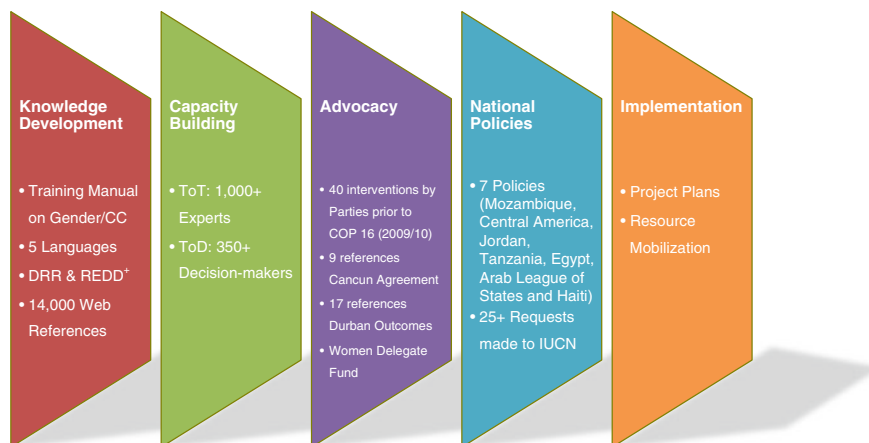 Knowledge
Development
• Training Manual
on Gender/CC
• 5 Languages
• DRR & REDD+
• 14,000 Web
References
Capacity
Building
• ToT: 1,000+
Experts
• ToD: 350+
Decision-makers
Advocacy
• 40 interventions by
Parties prior to
COP 16 (2009/10)
• 9 references
Cancun Agreement
• 17 references
Durban Outcomes
• Women Delegate
Fund
National
Policies
• 7 Policies
(Mozambique,
Central America,
Jordan,
Tanzania, Egypt,
Arab League of
States and Haiti)
• 25+ Requests
made to IUCN
Implementation
• Project Plans
• Resource
Mobilization